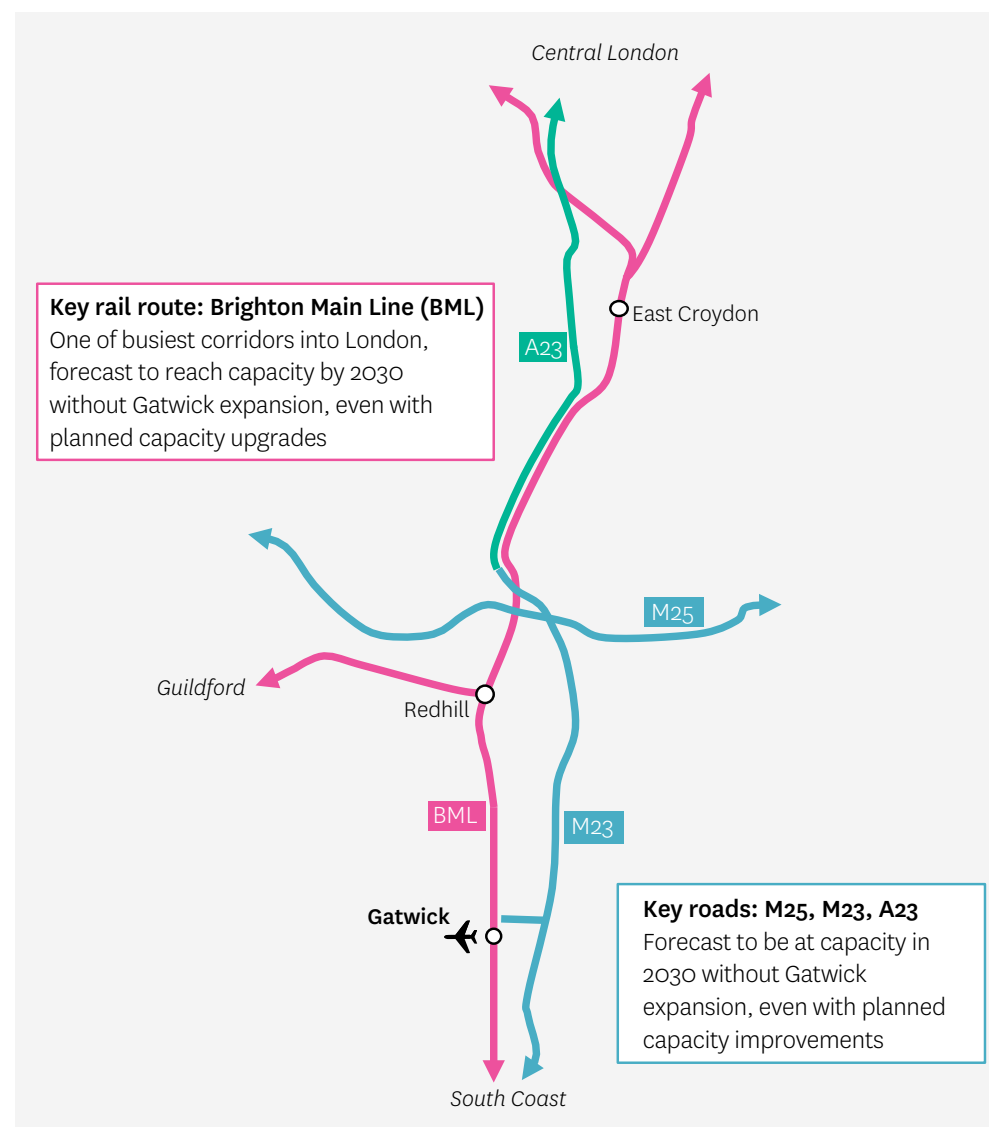 Central London
Key rail route: Brighton Main Line (BML)
One of busiest corridors into London,
forecast to reach capacity by 2030
without Gatwick expansion, even with
planned capacity upgrades
East Croydon
A23
M25
Guildford
Redhill
BML
M23
Gatwick
Key roads: M25, M23, A23
Forecast to be at capacity in
2030 without Gatwick
expansion, even with planned
capacity improvements
South Coast